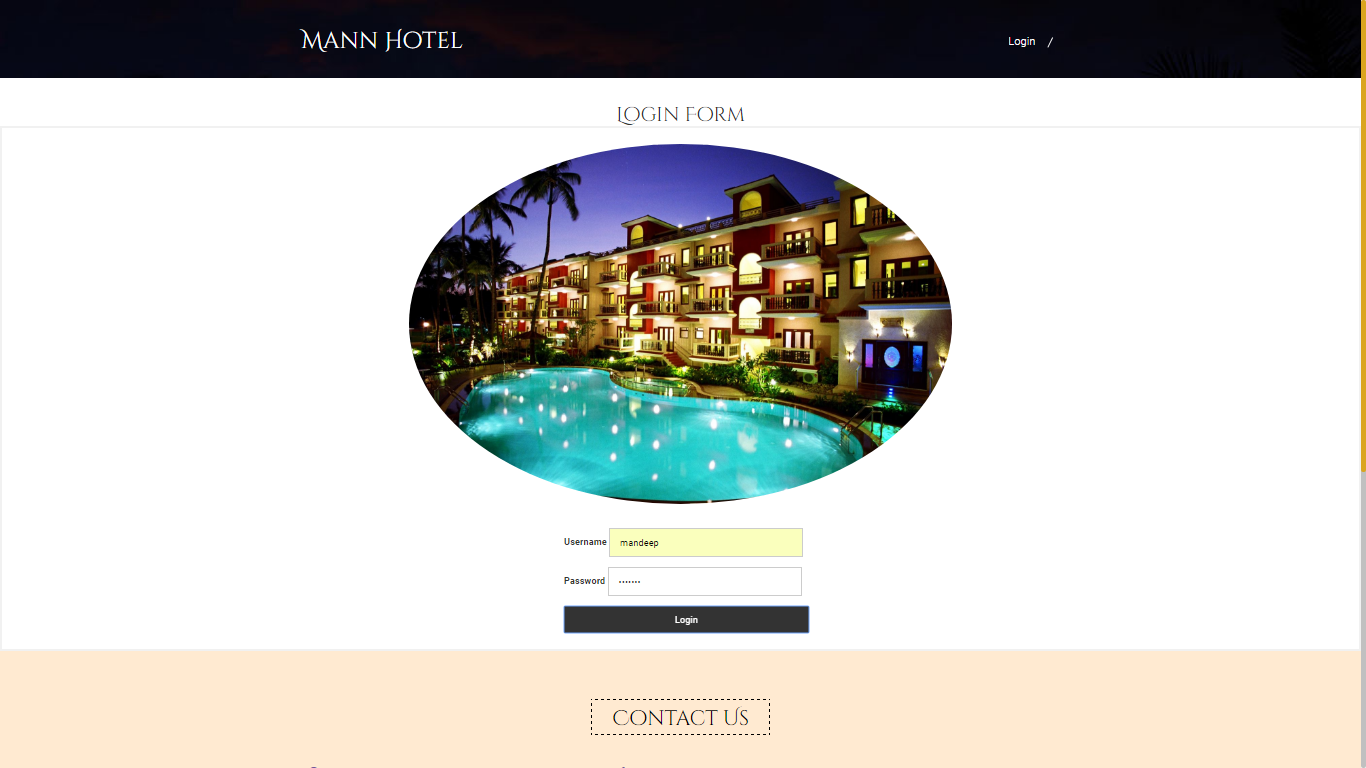 Mann Hotel
Login /
Login Form
Username mandeep
Password •••••••
Login
Contact Us